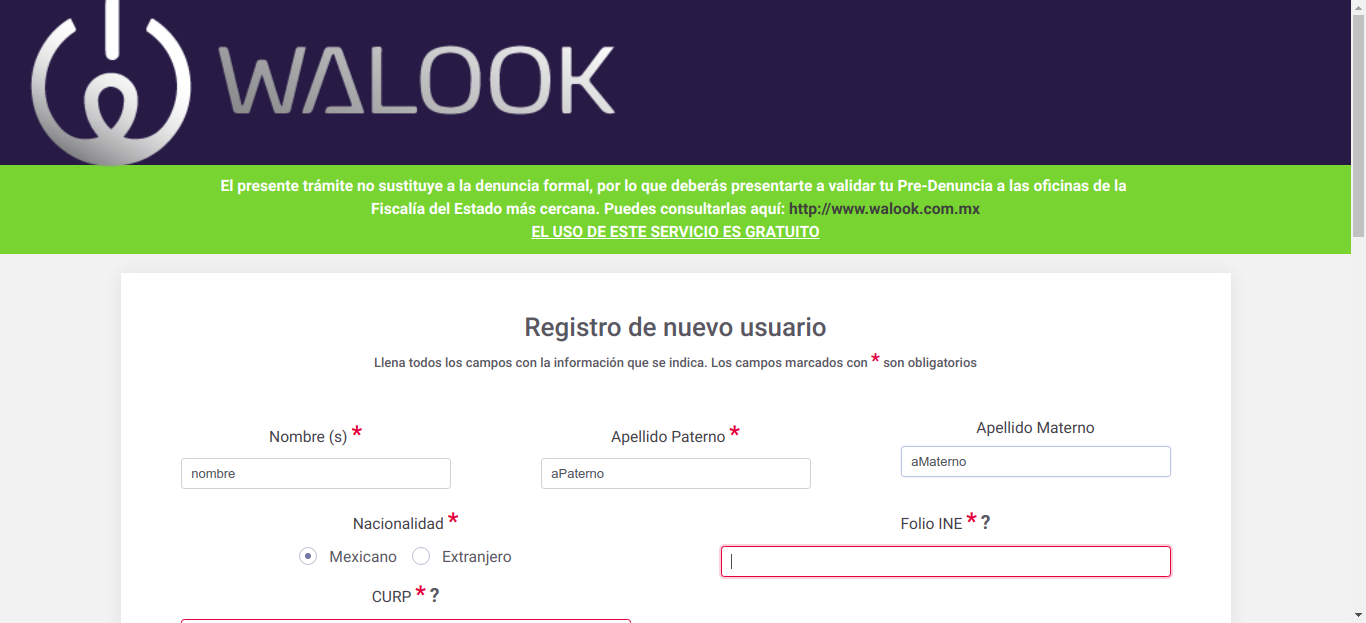 WALOOK
El presente trámite no sustituye a la denuncia formal, por lo que deberás presentarte a validar tu Pre-Denuncia a las oficinas de la
Fiscalía del Estado más cercana. Puedes consultarlas aquí: http://www.walook.com.mx
EL USO DE ESTE SERVICIO ES GRATUITO
Registro de nuevo usuario
Llena todos los campos con la información que se indica. Los campos marcados con * son obligatorios
Nombre (s) * Apellido Paterno * Apellido Materno
nombre aPaterno aMaterno
Nacionalidad * Folio INE * ?
Mexicano Extranjero
CURP * ?